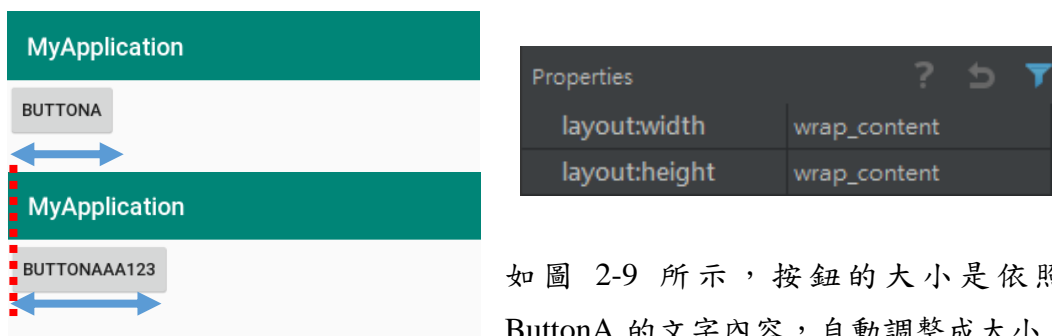 MyApplication
BUTTONA
MyApplication
BUTTONAAA123
Properties ?
layout:width wrap_content
layout:height wrap_content
如圖 2-9 所示，按鈕的大小是依照
ButtonA 的文字內容，自動調整成大小